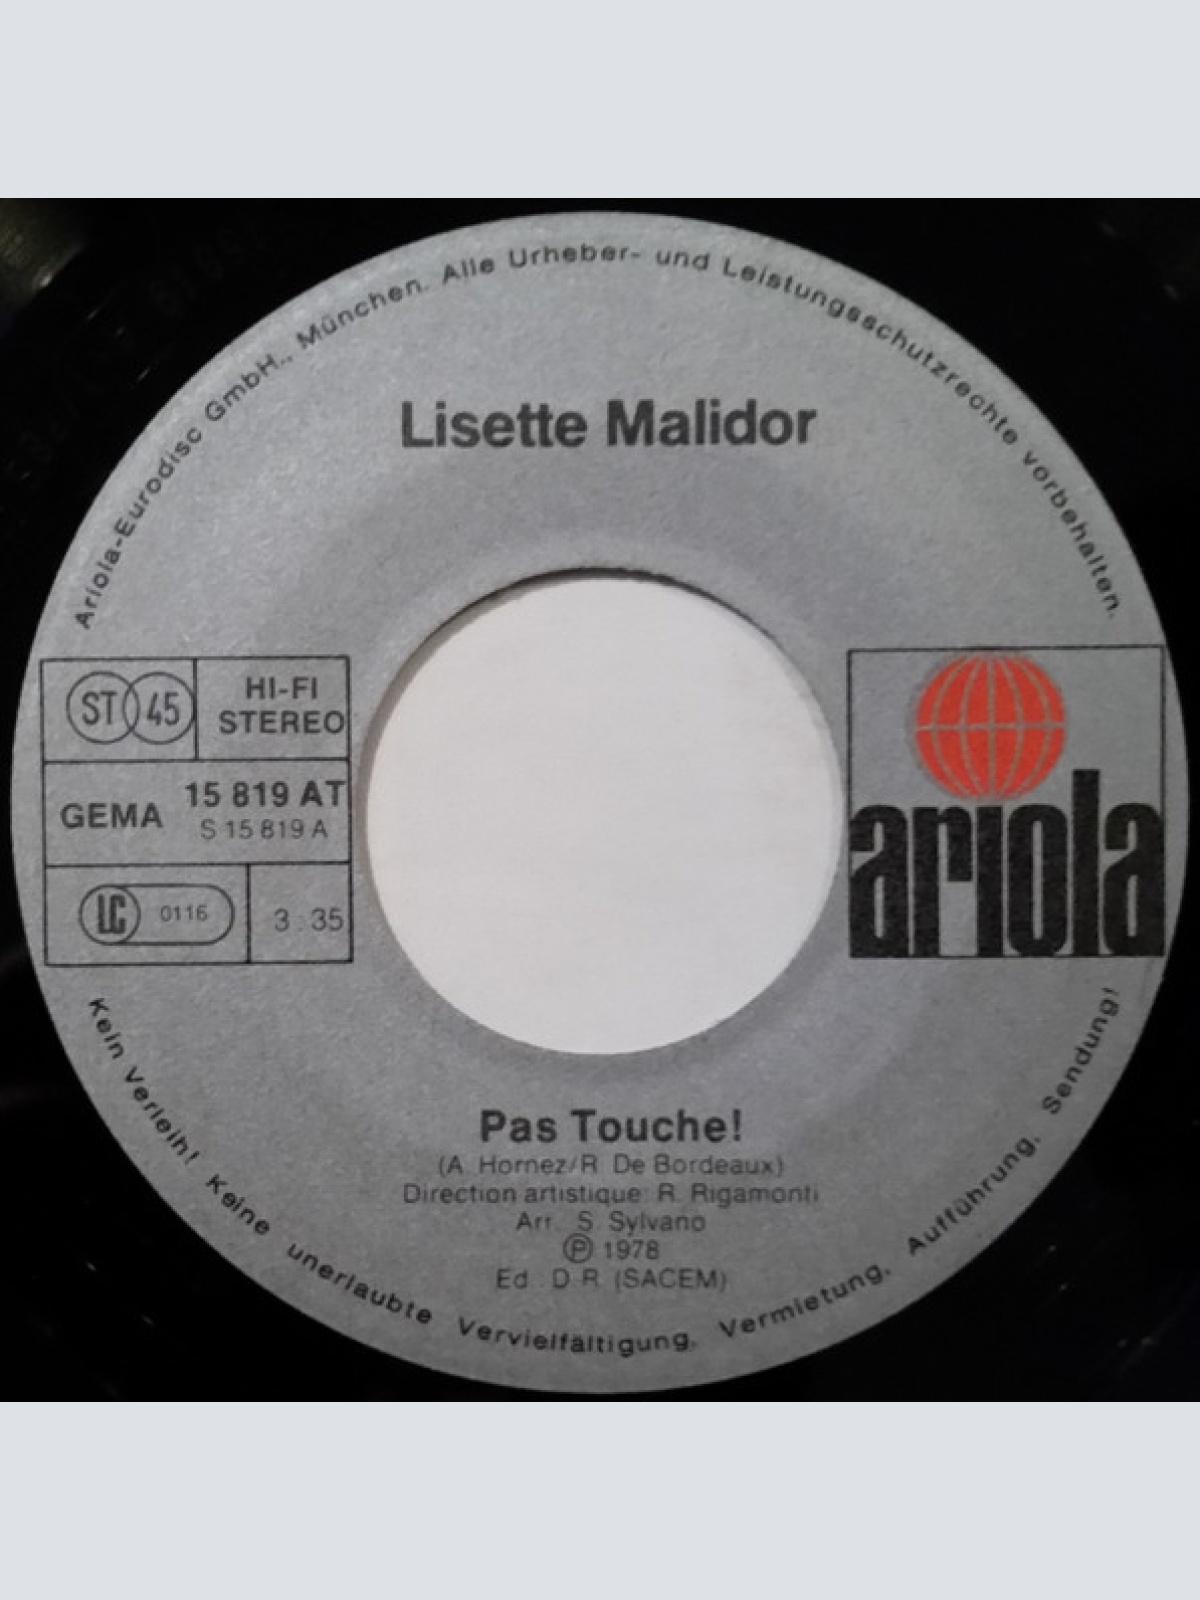 Ariola-Eurodisc GmbH., München. Alle Urheber- und Leistungsschutzrechte vorbehalten.
Lisette Malidor
ST 45
HI-FI
STEREO
GEMA
15 819 AT
S 15 819 A
LC 0116
3:35
ariola
Pas Touche!
(A. Hornez/R. De Bordeaux)
Direction artistique: R. Rigamonti
Arr.: S. Sylvano
Ⓟ 1978
Ed.: D.R. (SACEM)
Kein Verleih! Keine unerlaubte Vervielfältigung, Vermietung, Aufführung, Sendung!